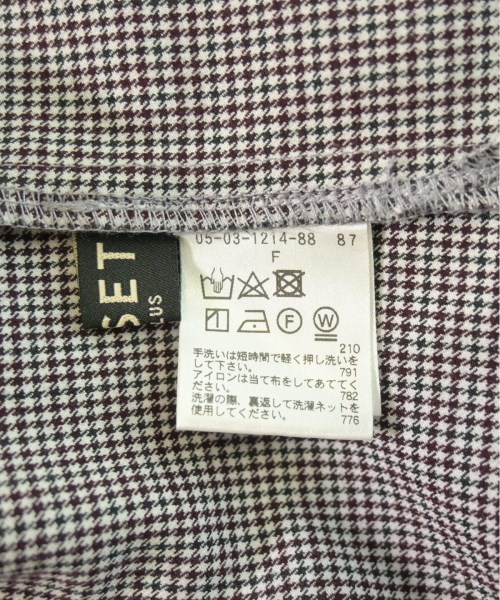 SET
LUS
05-03-1214-88 87
F
F W
210
手洗いは短時間で軽く押し洗いを
して下さい。 791
アイロンは当て布をしてあててく
ださい。 782
洗濯の際、裏返して洗濯ネットを
使用してください。 776